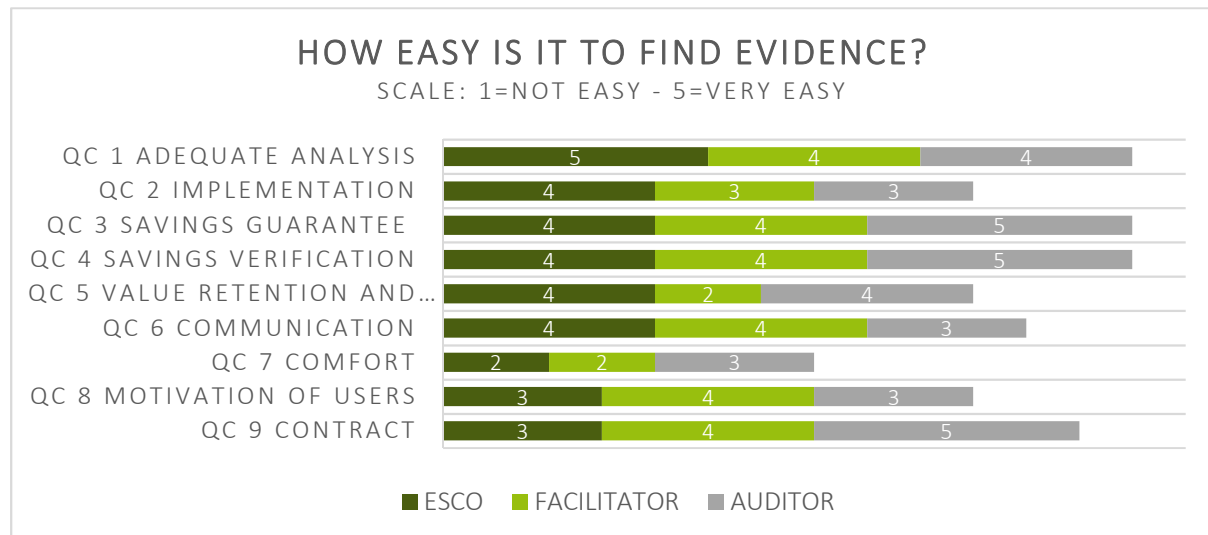 HOW EASY IS IT TO FIND EVIDENCE?
SCALE: 1=NOT EASY - 5=VERY EASY
QC 1 ADEQUATE ANALYSIS 5 4 4
QC 2 IMPLEMENTATION 4 3 3
QC 3 SAVINGS GUARANTEE 4 4 5
QC 4 SAVINGS VERIFICATION 4 4 5
QC 5 VALUE RETENTION AND... 4 2 4
QC 6 COMMUNICATION 4 4 3
QC 7 COMFORT 2 2 3
QC 8 MOTIVATION OF USERS 3 4 3
QC 9 CONTRACT 3 4 5
ESCO FACILITATOR AUDITOR